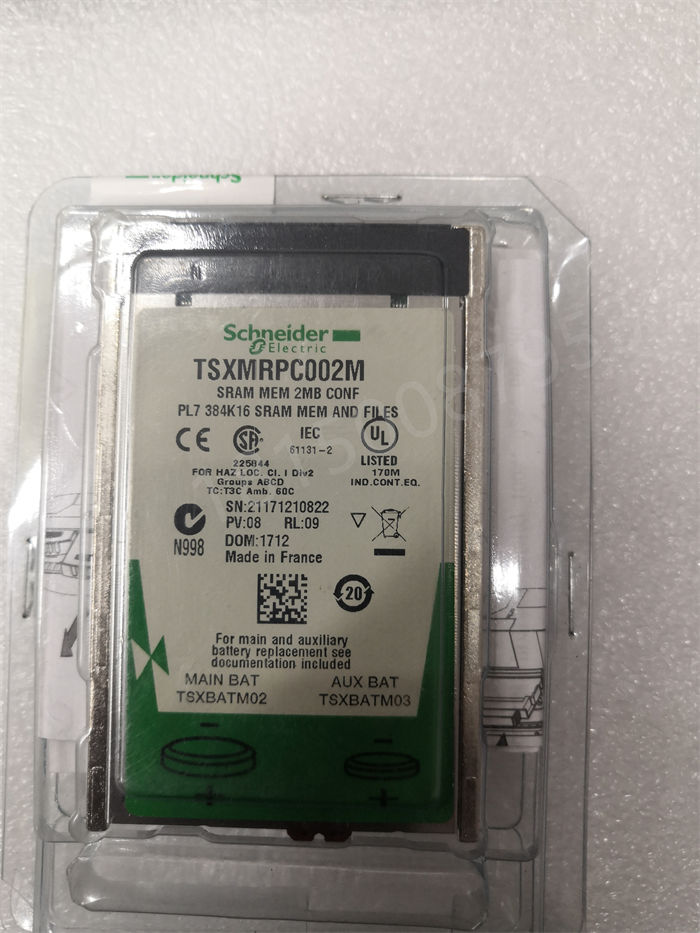 Schneider
Schneider
Electric
TSXMRPC002M
SRAM MEM 2MB CONF
PL7 384K16 SRAM MEM AND FILES
CE SA IEC UL
61131-2
LISTED
225844
170M
FOR HAZ LOC. Cl. I Div2
IND.CONT.EQ.
Groups ABCD
TC:T3C Amb. 60C
SN:21171210822
PV:08 RL:09
N998
DOM:1712
Made in France
20
For main and auxiliary
battery replacement see
documentation included
MAIN BAT AUX BAT
TSXBATM02 TSXBATM03
- -
+ +